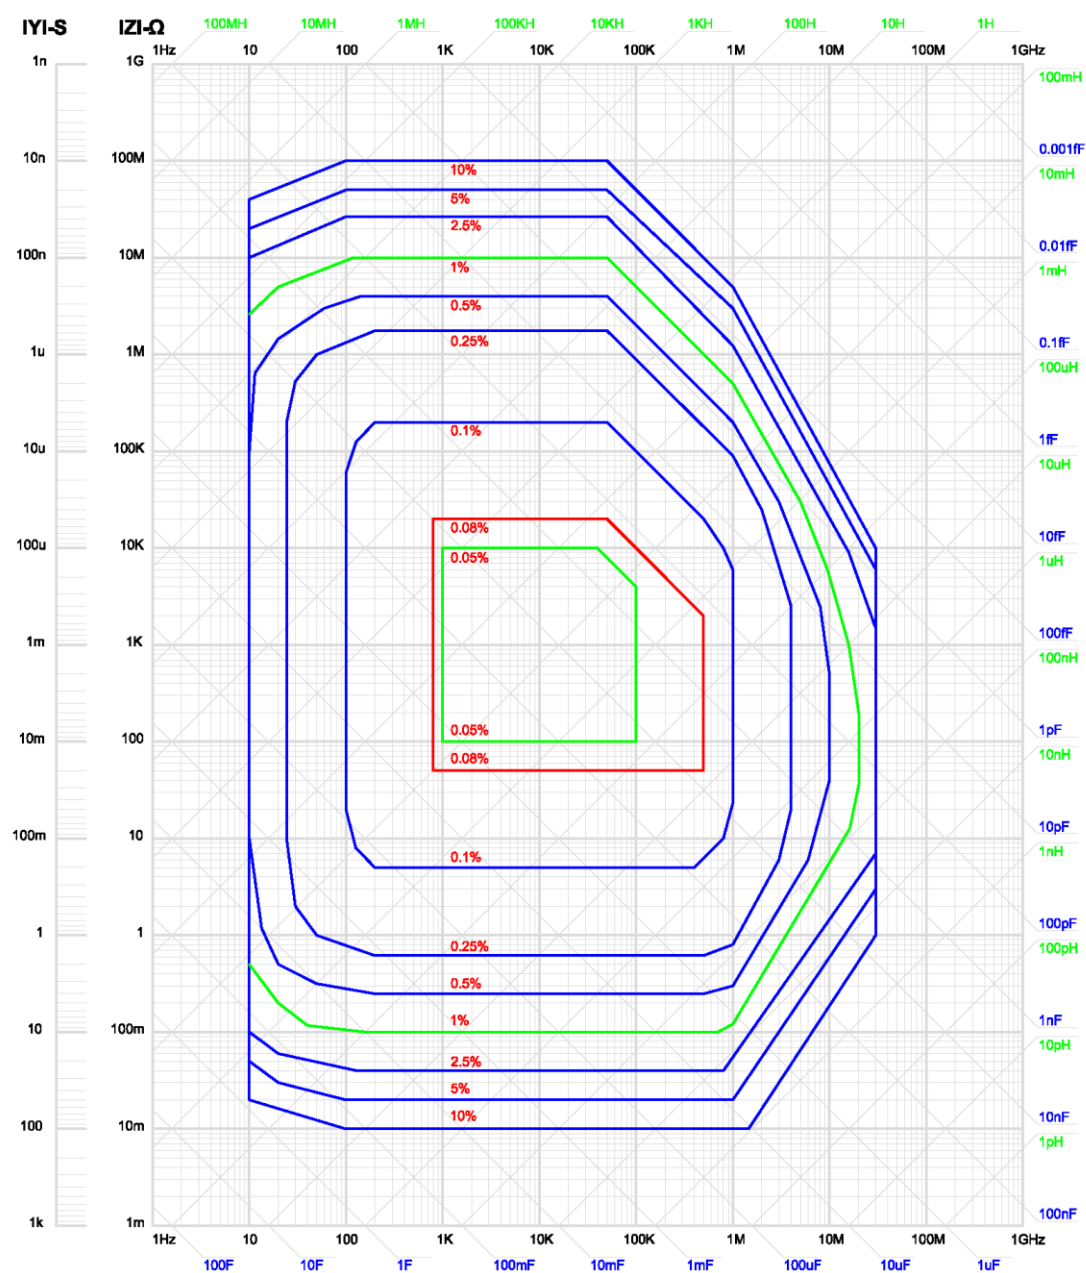 IYI-S IZI-Ω 100MH 10MH 1MH 100KH 10KH 1KH 100H 10H 1H
1Hz 10 100 1K 10K 100K 1M 10M 100M 1GHz
1n 1G
100mH
0.001fF
10n 100M
10%
10mH
5%
2.5%
0.01fF
100n 10M
1%
1mH
0.5%
0.1fF
0.25%
1u 1M
100uH
0.1%
1fF
10u 100K
10uH
0.08%
10fF
100u 10K
0.05%
1uH
100fF
1m 1K
100nH
0.05%
1pF
10m 100
10nH
0.08%
10pF
100m 10
1nH
0.1%
100pF
1 1
0.25%
100pH
0.5%
1%
1nF
10 100m
10pH
2.5%
5%
10%
10nF
100 10m
1pH
100nF
1k 1m
1Hz 10 100 1K 10K 100K 1M 10M 100M 1GHz
100F 10F 1F 100mF 10mF 1mF 100uF 10uF 1uF